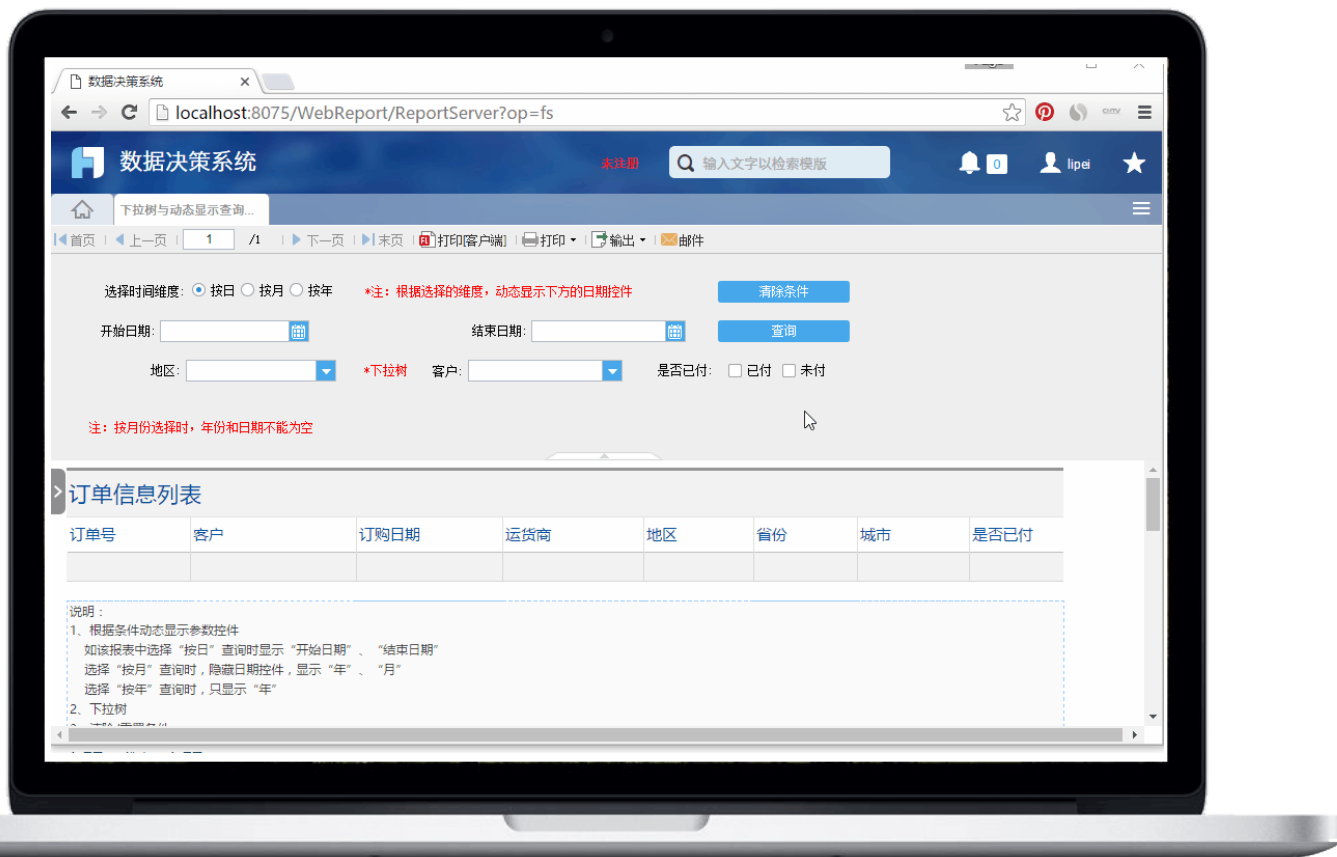 数据决策系统
localhost:8075/WebReport/ReportServer?op=fs
数据决策系统 未注册 输入文字以检索模版 0 lipei
下拉树与动态显示查询...
首页 上一页 1 /1 下一页 末页 打印[客户端] 打印 输出 邮件
选择时间维度: 按日 按月 按年 *注：根据选择的维度，动态显示下方的日期控件 清除条件
开始日期: 结束日期: 查询
地区: *下拉树 客户: 是否已付: 已付 未付
注：按月份选择时，年份和日期不能为空
订单信息列表
订单号 客户 订购日期 运货商 地区 省份 城市 是否已付
说明：
1、根据条件动态显示参数控件
如该报表中选择“按日”查询时显示“开始日期”、“结束日期”
选择“按月”查询时，隐藏日期控件，显示“年”、“月”
选择“按年”查询时，只显示“年”
2、下拉树